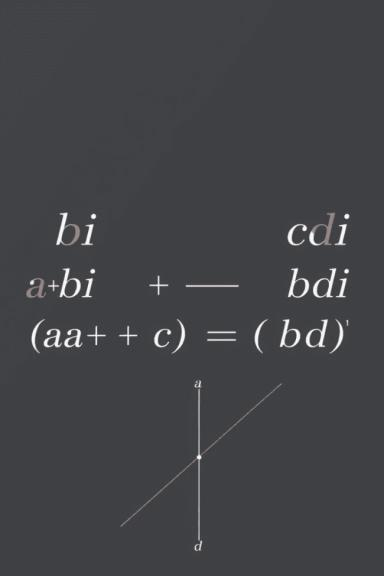 bi cdi
a+bi + — bdi
(aa+ + c) = ( bd)'
a
d